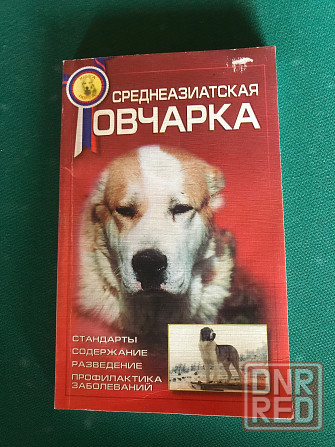 СРЕДНЕАЗИАТСКАЯ
ОВЧАРКА
СТАНДАРТЫ
СОДЕРЖАНИЕ
РАЗВЕДЕНИЕ
ПРОФИЛАКТИКА
ЗАБОЛЕВАНИЙ
DNR
RED